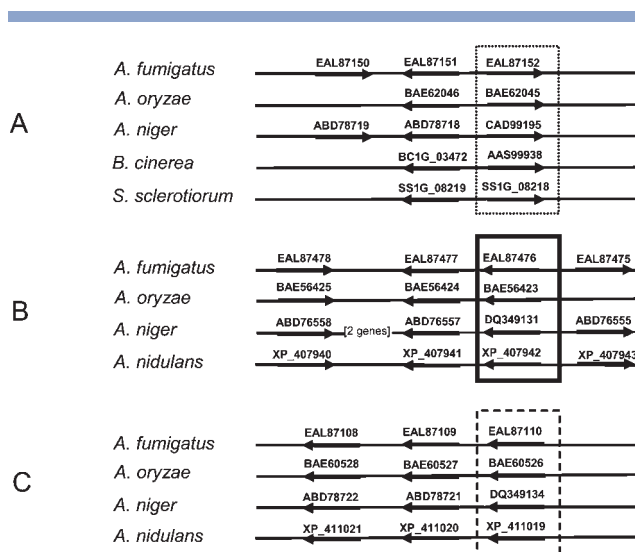 EAL87150 EAL87151 EAL87152
A. fumigatus
BAE62046 BAE62045
A. oryzae
A
ABD78719 ABD78718 CAD99195
A. niger
BC1G_03472 AAS99938
B. cinerea
SS1G_08219 SS1G_08218
S. sclerotiorum
EAL87478 EAL87477 EAL87476 EAL87475
A. fumigatus
BAE56425 BAE56424 BAE56423
A. oryzae
B
ABD76558 [2 genes] ABD76557 DQ349131 ABD76555
A. niger
XP_407940 XP_407941 XP_407942 XP_407943
A. nidulans
EAL87108 EAL87109 EAL87110
A. fumigatus
BAE60528 BAE60527 BAE60526
A. oryzae
C
ABD78722 ABD78721 DQ349134
A. niger
XP_411021 XP_411020 XP_411019
A. nidulans